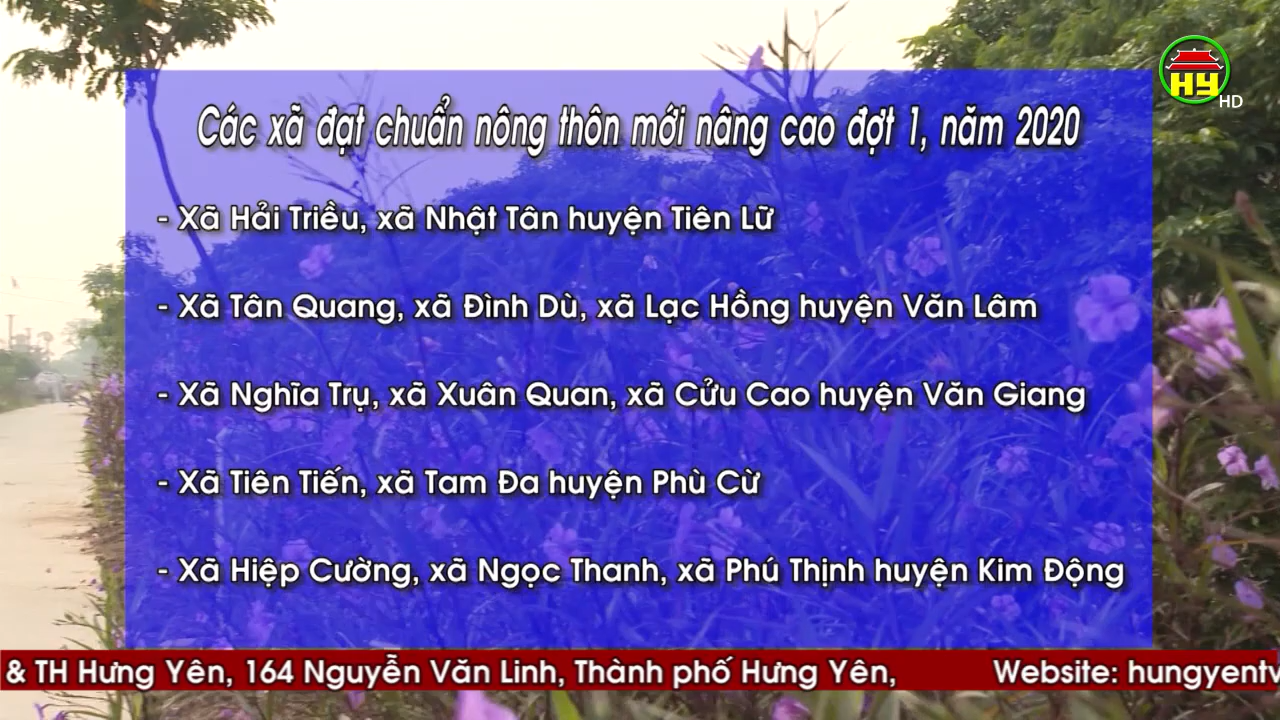 HY
HD
Các xã đạt chuẩn nông thôn mới nâng cao đợt 1, năm 2020
- Xã Hải Triều, xã Nhật Tân huyện Tiên Lữ
- Xã Tân Quang, xã Đình Dù, xã Lạc Hồng huyện Văn Lâm
- Xã Nghĩa Trụ, xã Xuân Quan, xã Cửu Cao huyện Văn Giang
- Xã Tiên Tiến, xã Tam Đa huyện Phù Cừ
- Xã Hiệp Cường, xã Ngọc Thanh, xã Phú Thịnh huyện Kim Động
& TH Hưng Yên, 164 Nguyễn Văn Linh, Thành phố Hưng Yên, Website: hungyentv